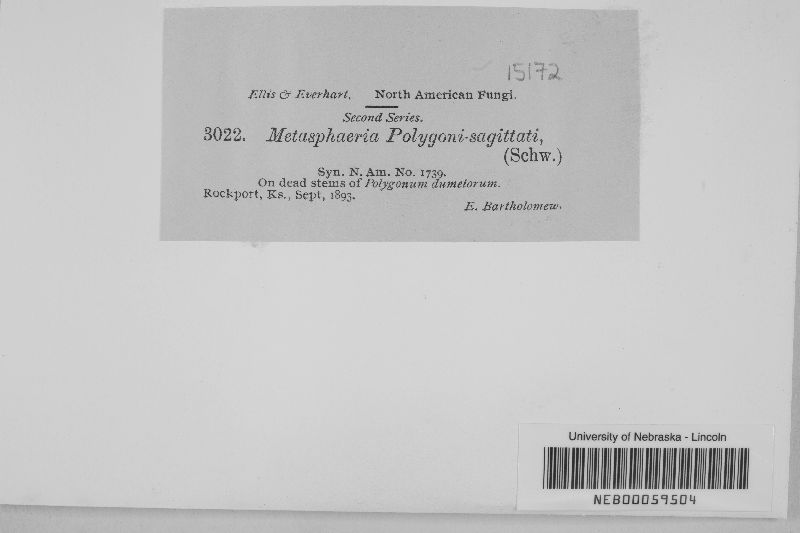 15172
Ellis & Everhart, North American Fungi.
Second Series.
3022. Metasphaeria Polygoni-sagittati,
(Schw.)
Syn. N. Am. No. 1739.
On dead stems of Polygonum dumetorum.
Rockport, Ks., Sept, 1893.
E. Bartholomew.
University of Nebraska - Lincoln
NEB00059504